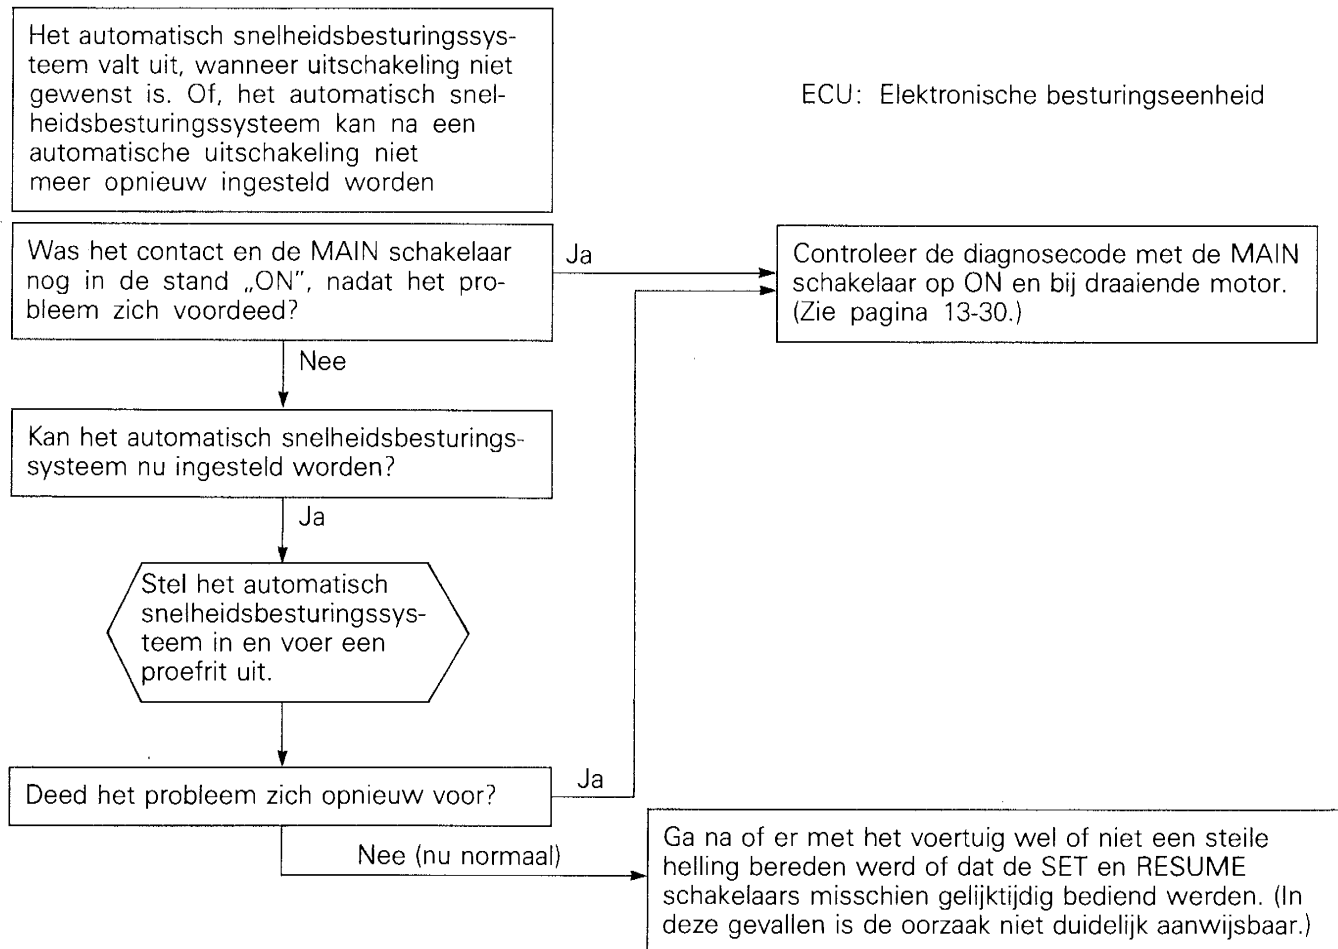 Het automatisch snelheidsbesturingssys-
teem valt uit, wanneer uitschakeling niet
gewenst is. Of, het automatisch snel-
heidsbesturingssysteem kan na een
automatische uitschakeling niet
meer opnieuw ingesteld worden
ECU: Elektronische besturingseenheid
Was het contact en de MAIN schakelaar
nog in de stand „ON”, nadat het pro-
bleem zich voordeed?
Ja
Controleer de diagnosecode met de MAIN
schakelaar op ON en bij draaiende motor.
(Zie pagina 13-30.)
Nee
Kan het automatisch snelheidsbesturings-
systeem nu ingesteld worden?
Ja
Stel het automatisch
snelheidsbesturingssys-
teem in en voer een
proefrit uit.
Deed het probleem zich opnieuw voor?
Ja
Nee (nu normaal)
Ga na of er met het voertuig wel of niet een steile
helling bereden werd of dat de SET en RESUME
schakelaars misschien gelijktijdig bediend werden. (In
deze gevallen is de oorzaak niet duidelijk aanwijsbaar.)